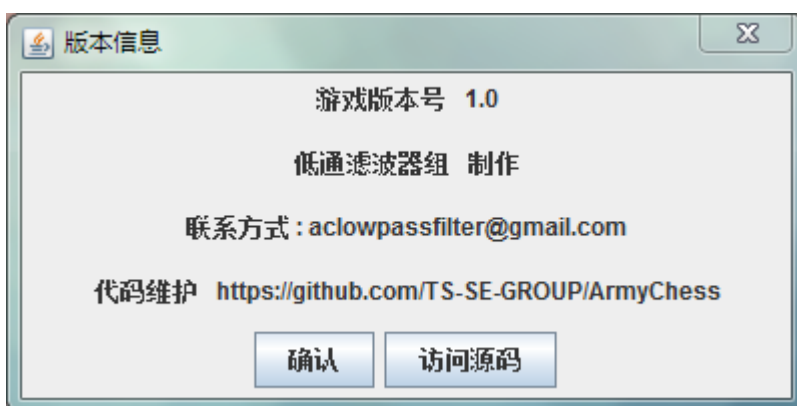 版本信息
游戏版本号 1.0
低通滤波器组 制作
联系方式 : aclowpassfilter@gmail.com
代码维护 https://github.com/TS-SE-GROUP/ArmyChess
确认 访问源码